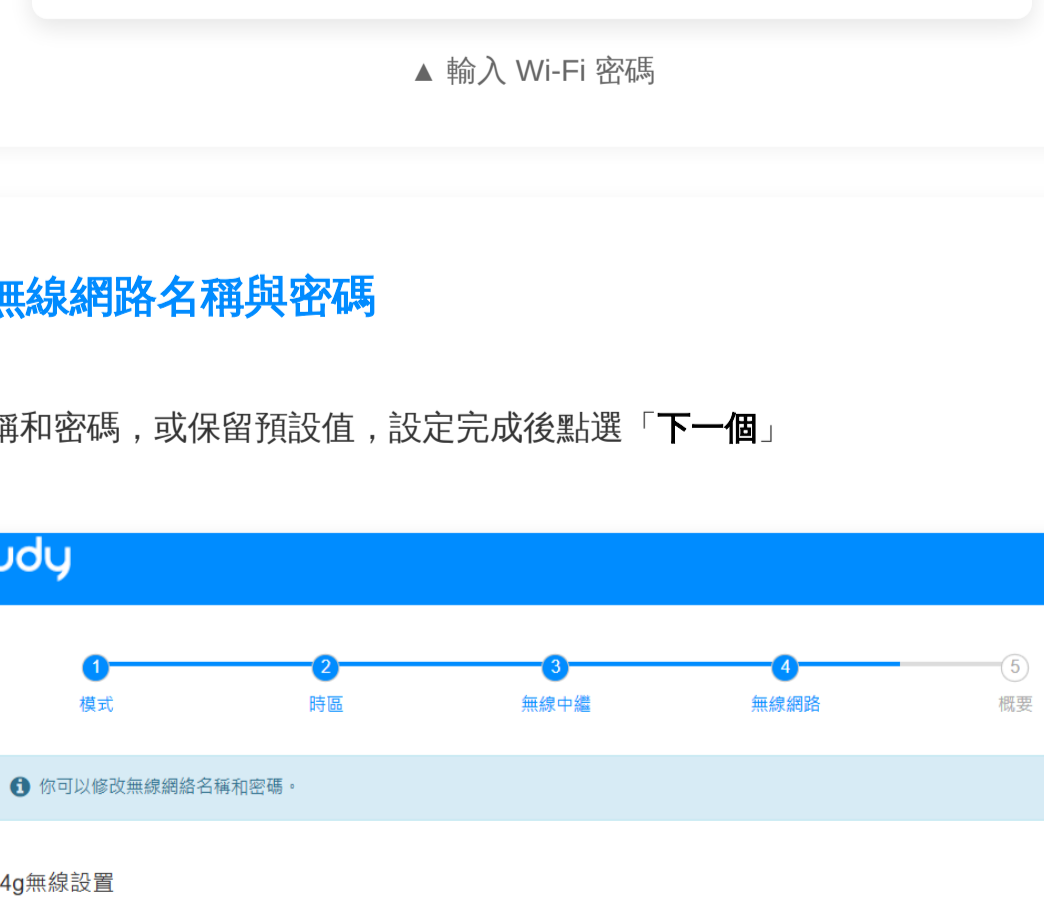 ▲ 輸入 Wi-Fi 密碼
無線網路名稱與密碼
稱和密碼，或保留預設值，設定完成後點選「下一個」
udy
1
2
3
4
5
模式
時區
無線中繼
無線網路
概要
你可以修改無線網絡名稱和密碼。
4g無線設置